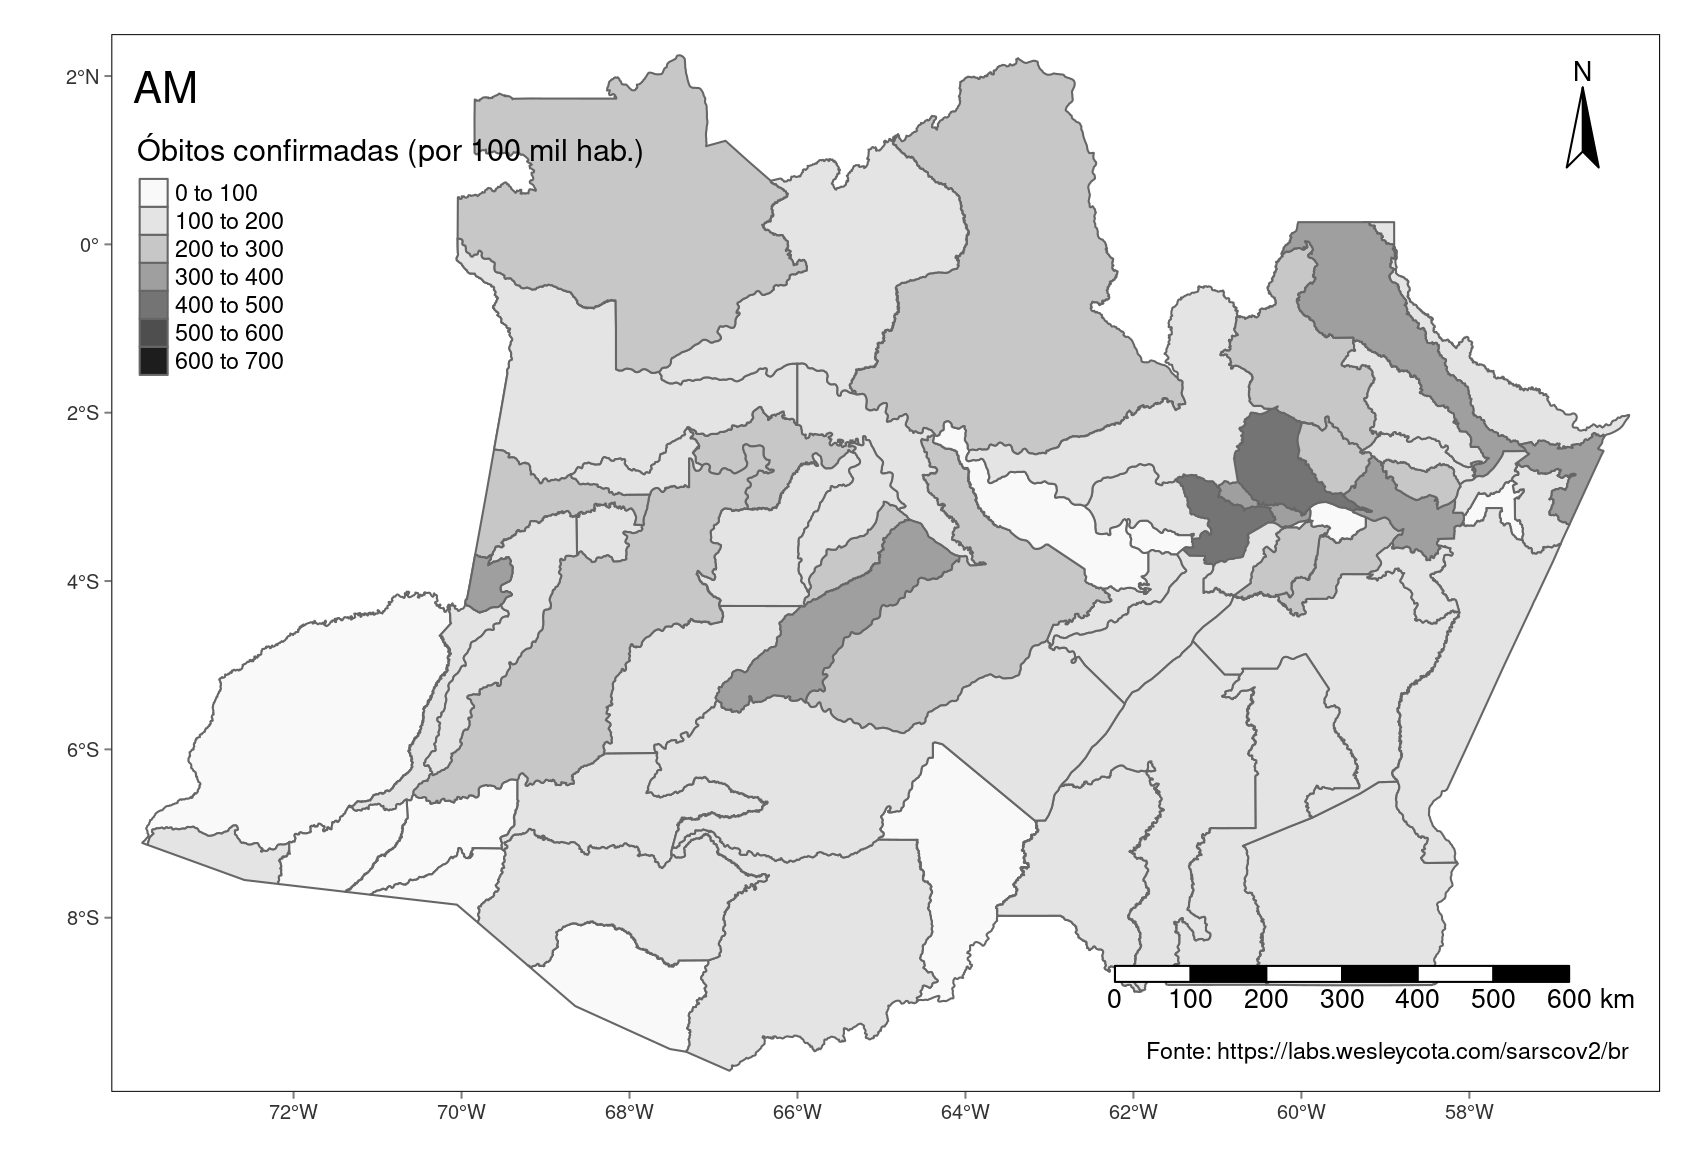 AM
N
Óbitos confirmadas (por 100 mil hab.)
0 to 100
100 to 200
200 to 300
300 to 400
400 to 500
500 to 600
600 to 700
2°N
0°
2°S
4°S
6°S
8°S
0 100 200 300 400 500 600 km
Fonte: https://labs.wesleycota.com/sarscov2/br
72°W 70°W 68°W 66°W 64°W 62°W 60°W 58°W